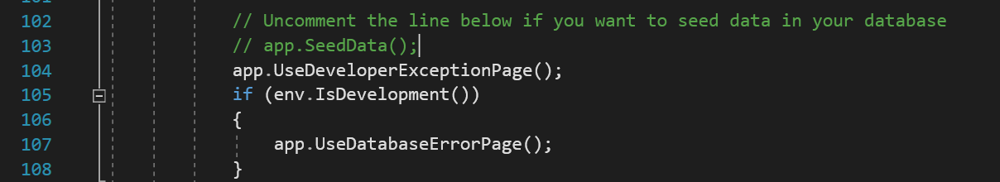 102 // Uncomment the line below if you want to seed data in your database
103 // app.SeedData();
104 app.UseDeveloperExceptionPage();
105 if (env.IsDevelopment())
106 {
107 app.UseDatabaseErrorPage();
108 }